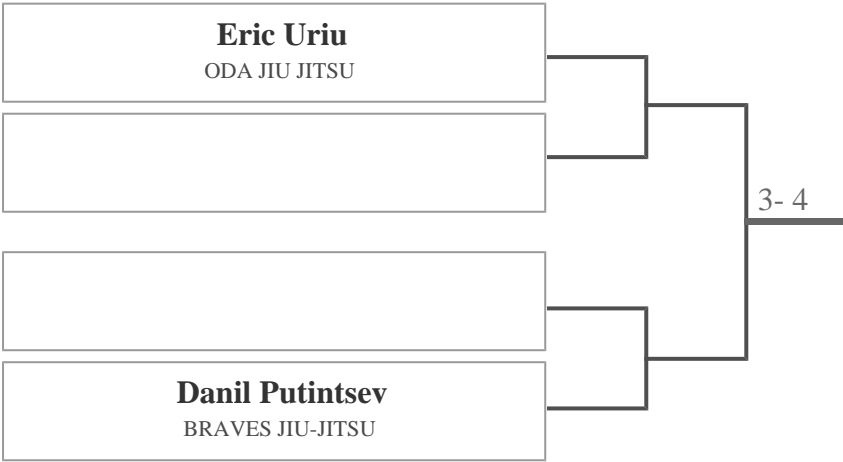 Eric Uriu
ODA JIU JITSU
3- 4
Danil Putintsev
BRAVES JIU-JITSU